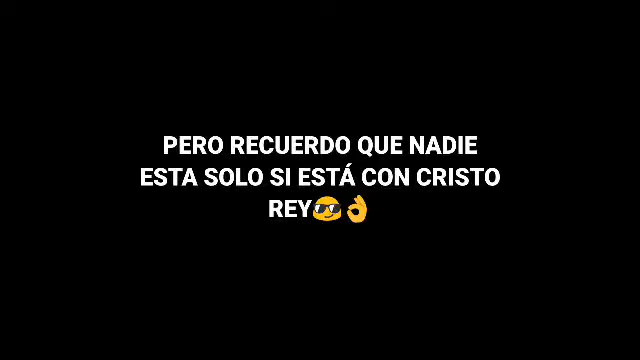 PERO RECUERDO QUE NADIE
ESTA SOLO SI ESTÁ CON CRISTO
REY😎👌